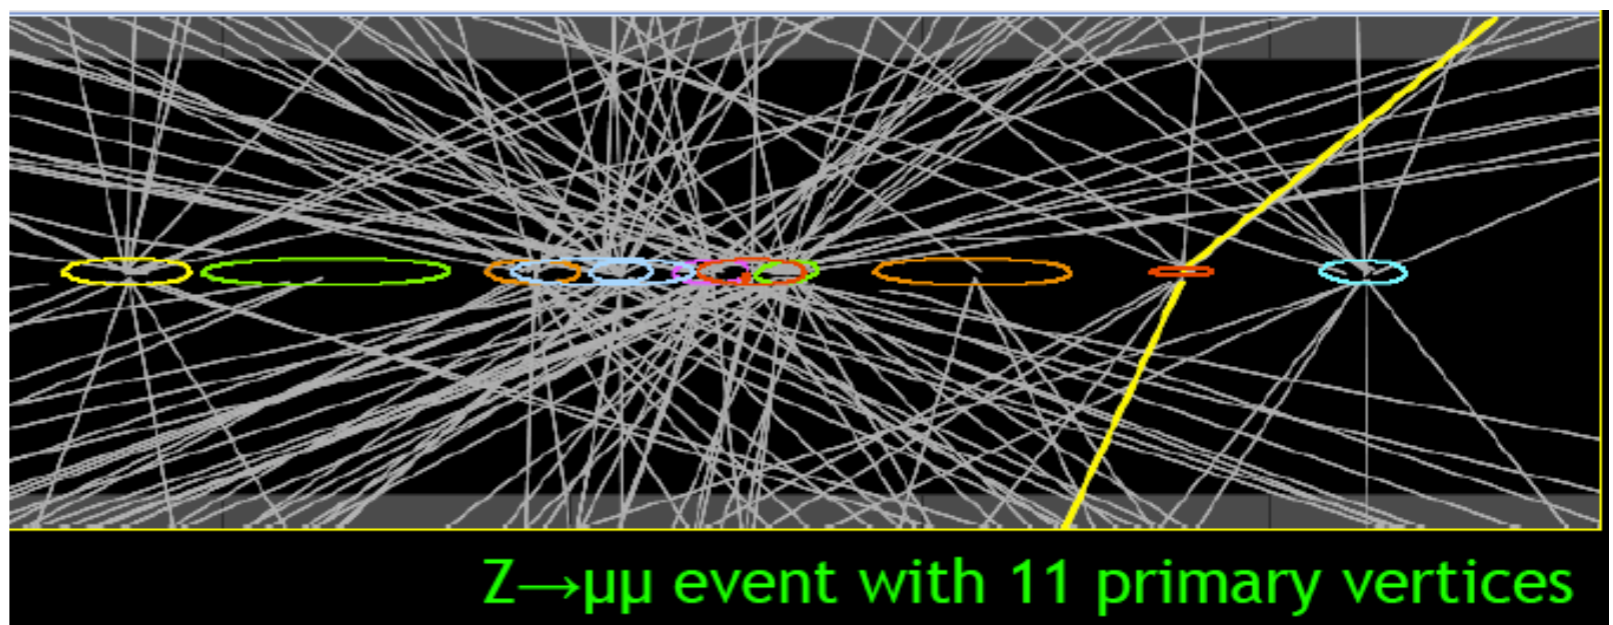 Z→μμ event with 11 primary vertices